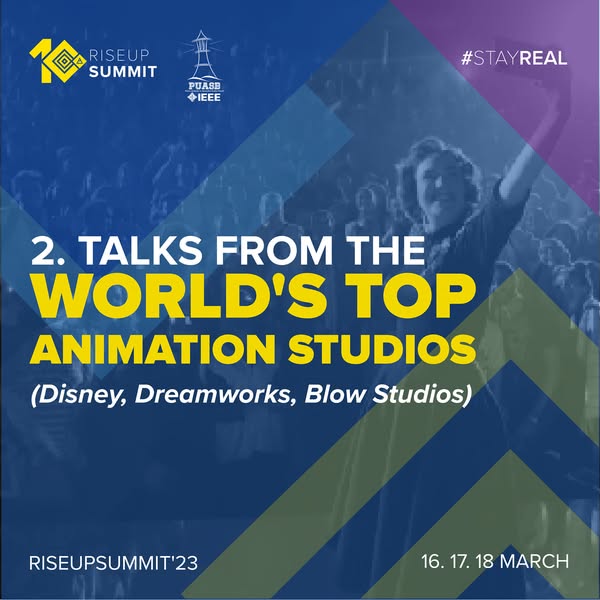 10 RISEUP
SUMMIT
PUASB
IEEE
#STAYREAL
2. TALKS FROM THE
WORLD'S TOP
ANIMATION STUDIOS
(Disney, Dreamworks, Blow Studios)
RISEUPSUMMIT'23
16. 17. 18 MARCH